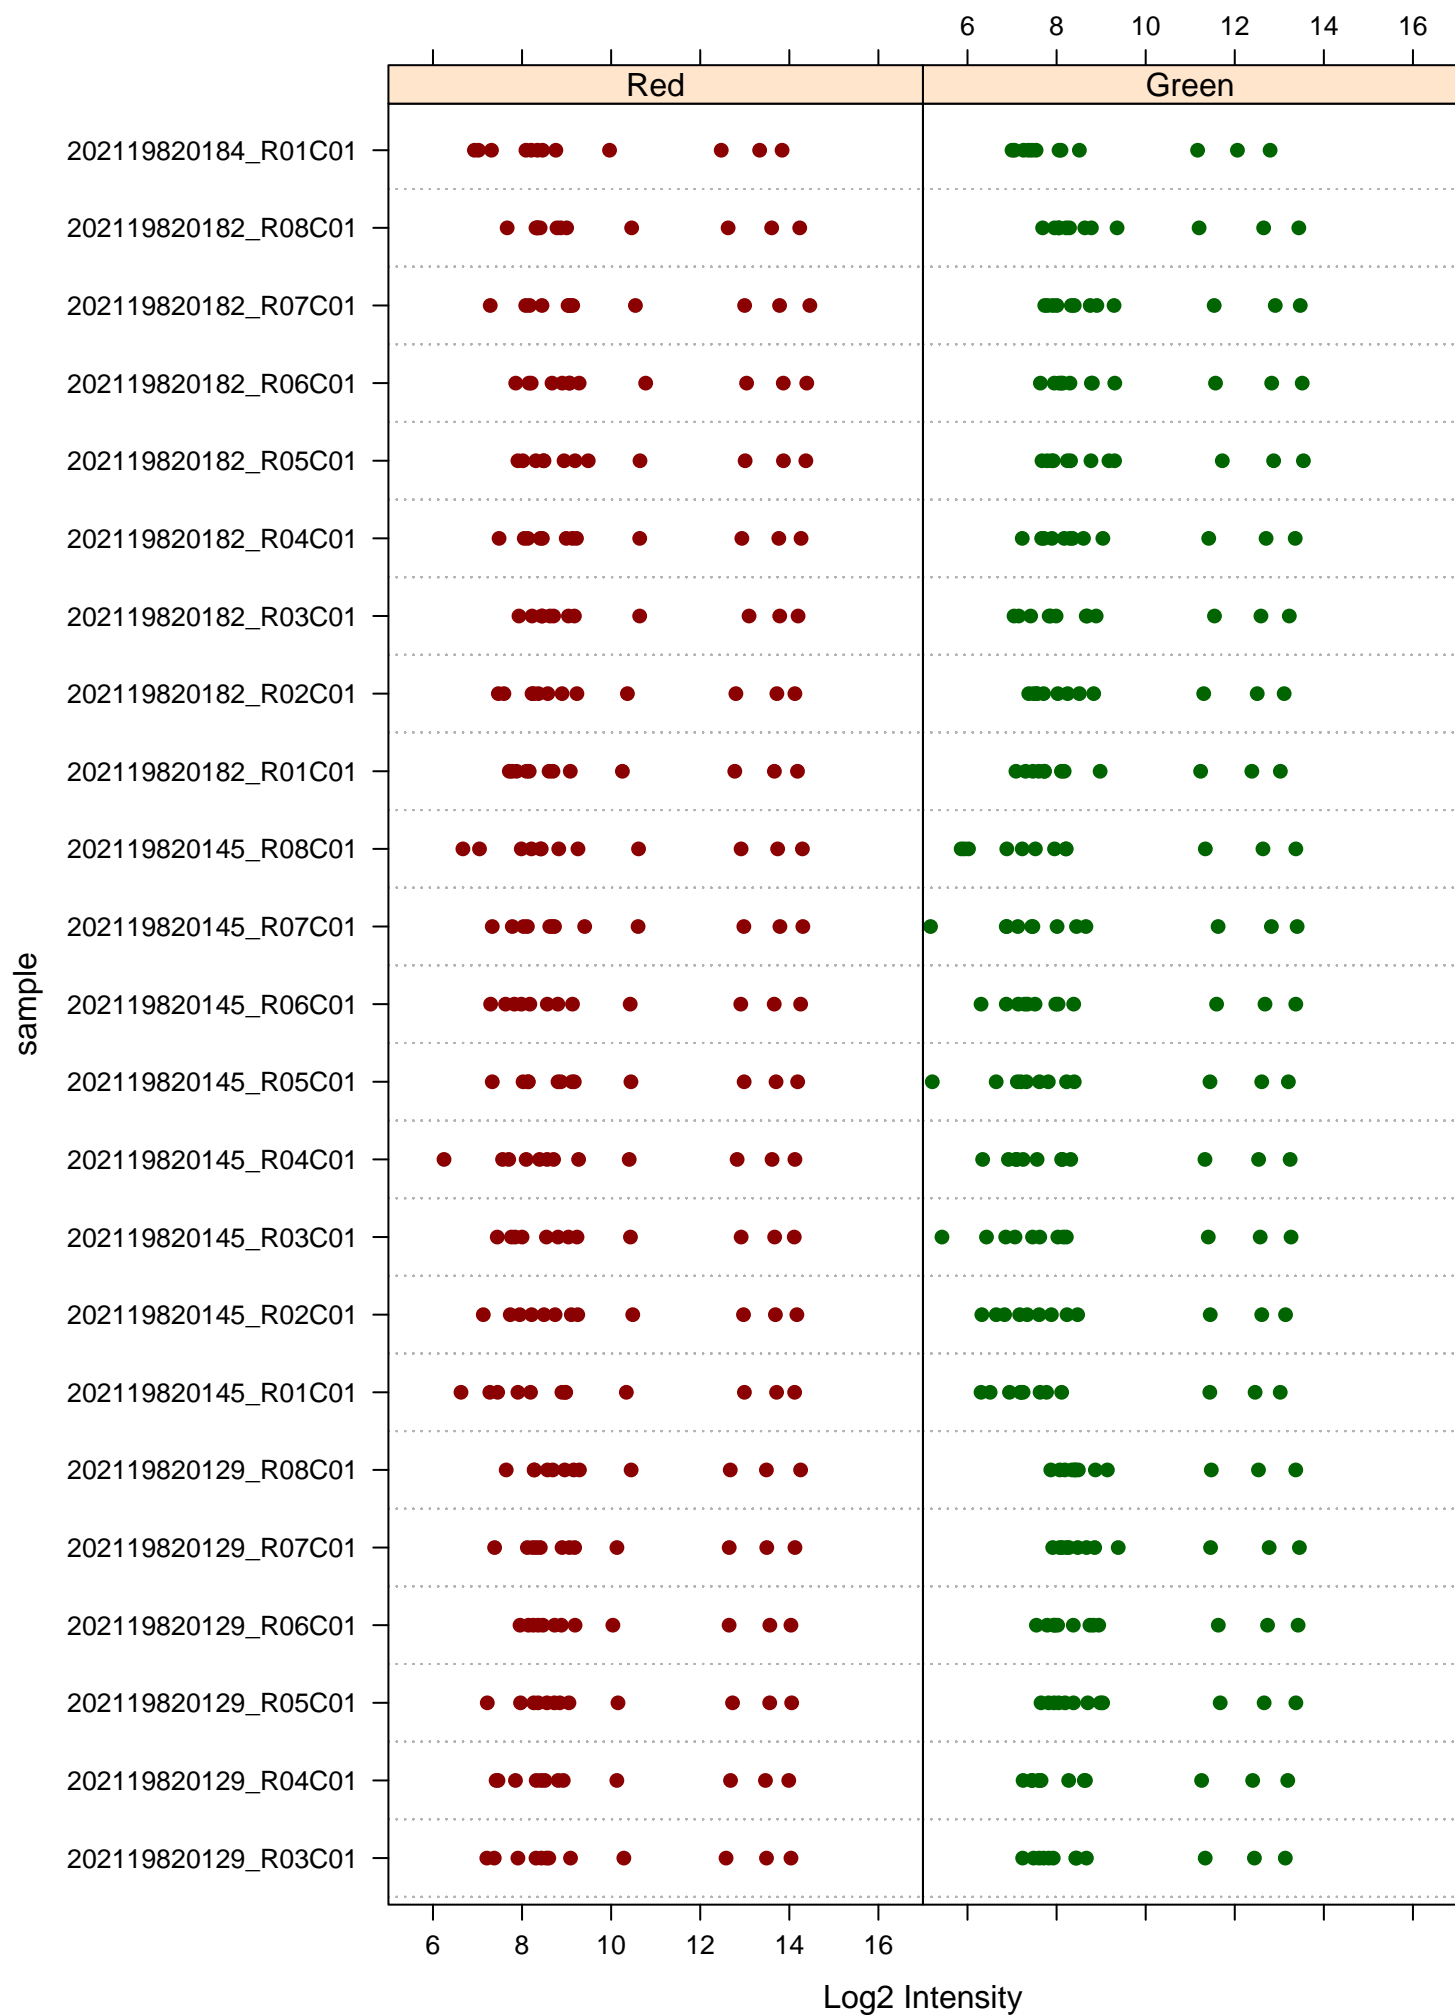 6 8 10 12 14 16
Red Green
202119820184_R01C01
202119820182_R08C01
202119820182_R07C01
202119820182_R06C01
202119820182_R05C01
202119820182_R04C01
202119820182_R03C01
202119820182_R02C01
202119820182_R01C01
202119820145_R08C01
202119820145_R07C01
202119820145_R06C01
202119820145_R05C01
202119820145_R04C01
202119820145_R03C01
202119820145_R02C01
202119820145_R01C01
202119820129_R08C01
202119820129_R07C01
202119820129_R06C01
202119820129_R05C01
202119820129_R04C01
202119820129_R03C01
sample
6 8 10 12 14 16
Log2 Intensity